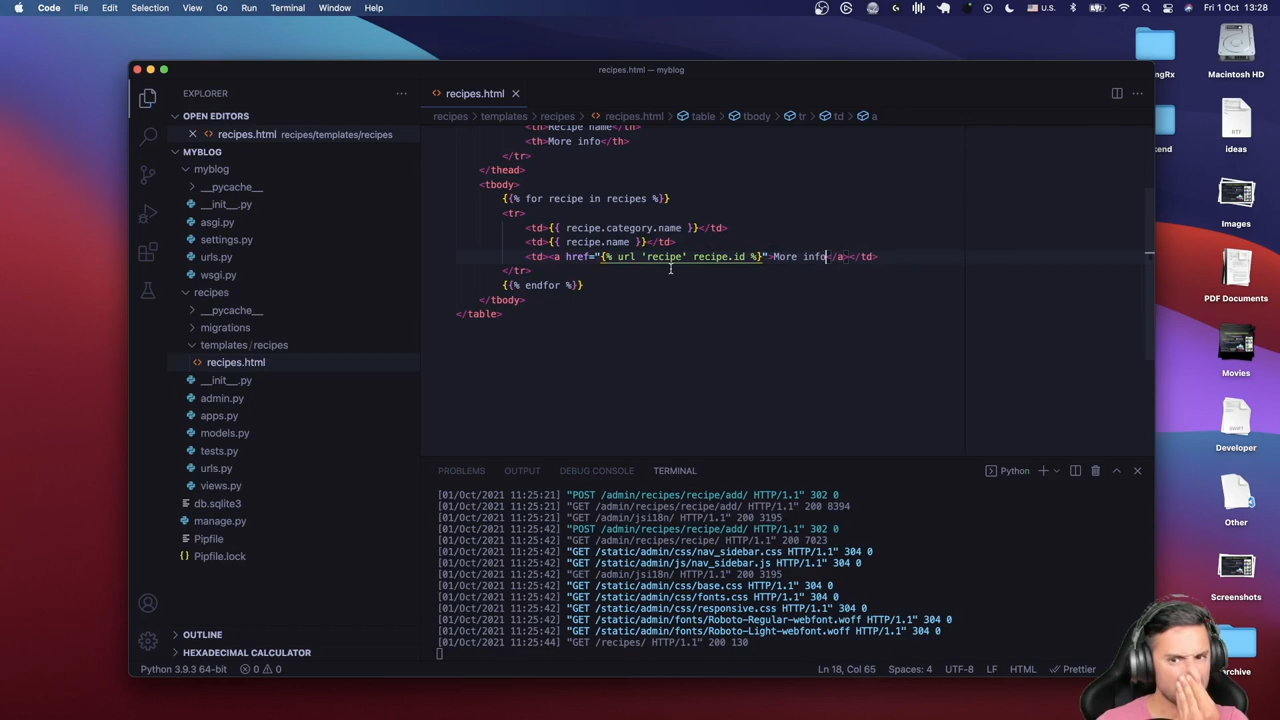 Code File Edit Selection View Go Run Terminal Window Help U.S. Fri 1 Oct 13:28
recipes.html — myblog
EXPLORER
OPEN EDITORS
recipes.html recipes/templates/recipes
MYBLOG
myblog
__pycache__
__init__.py
asgi.py
settings.py
urls.py
wsgi.py
recipes
__pycache__
migrations
templates / recipes
recipes.html
__init__.py
admin.py
apps.py
models.py
tests.py
urls.py
views.py
db.sqlite3
manage.py
Pipfile
Pipfile.lock
OUTLINE
HEXADECIMAL CALCULATOR
recipes.html
recipes > templates > recipes > recipes.html > table > tbody > tr > td > a
<th>Recipe name</th>
<th>More info</th>
</tr>
</thead>
<tbody>
{{% for recipe in recipes %}}
<tr>
<td>{{ recipe.category.name }}</td>
<td>{{ recipe.name }}</td>
<td><a href="{% url 'recipe' recipe.id %}">More info</a></td>
</tr>
{{% endfor %}}
</tbody>
</table>
PROBLEMS OUTPUT DEBUG CONSOLE TERMINAL Python
[01/Oct/2021 11:25:21] "POST /admin/recipes/recipe/add/ HTTP/1.1" 302 0
[01/Oct/2021 11:25:21] "GET /admin/recipes/recipe/add/ HTTP/1.1" 200 8394
[01/Oct/2021 11:25:21] "GET /admin/jsi18n/ HTTP/1.1" 200 3195
[01/Oct/2021 11:25:42] "POST /admin/recipes/recipe/add/ HTTP/1.1" 302 0
[01/Oct/2021 11:25:42] "GET /admin/recipes/recipe/ HTTP/1.1" 200 7023
[01/Oct/2021 11:25:42] "GET /static/admin/css/nav_sidebar.css HTTP/1.1" 304 0
[01/Oct/2021 11:25:42] "GET /static/admin/js/nav_sidebar.js HTTP/1.1" 304 0
[01/Oct/2021 11:25:42] "GET /admin/jsi18n/ HTTP/1.1" 200 3195
[01/Oct/2021 11:25:42] "GET /static/admin/css/base.css HTTP/1.1" 304 0
[01/Oct/2021 11:25:42] "GET /static/admin/css/fonts.css HTTP/1.1" 304 0
[01/Oct/2021 11:25:42] "GET /static/admin/css/responsive.css HTTP/1.1" 304 0
[01/Oct/2021 11:25:42] "GET /static/admin/fonts/Roboto-Regular-webfont.woff HTTP/1.1" 304 0
[01/Oct/2021 11:25:42] "GET /static/admin/fonts/Roboto-Light-webfont.woff HTTP/1.1" 304 0
[01/Oct/2021 11:25:44] "GET /recipes/ HTTP/1.1" 200 130
Python 3.9.3 64-bit 0 0 Ln 18, Col 65 Spaces: 4 UTF-8 LF HTML Prettier
ngRx
Macintosh HD
end
RTF
ideas
Images
PDF Documents
Movies
Developer
Other
Screenshots